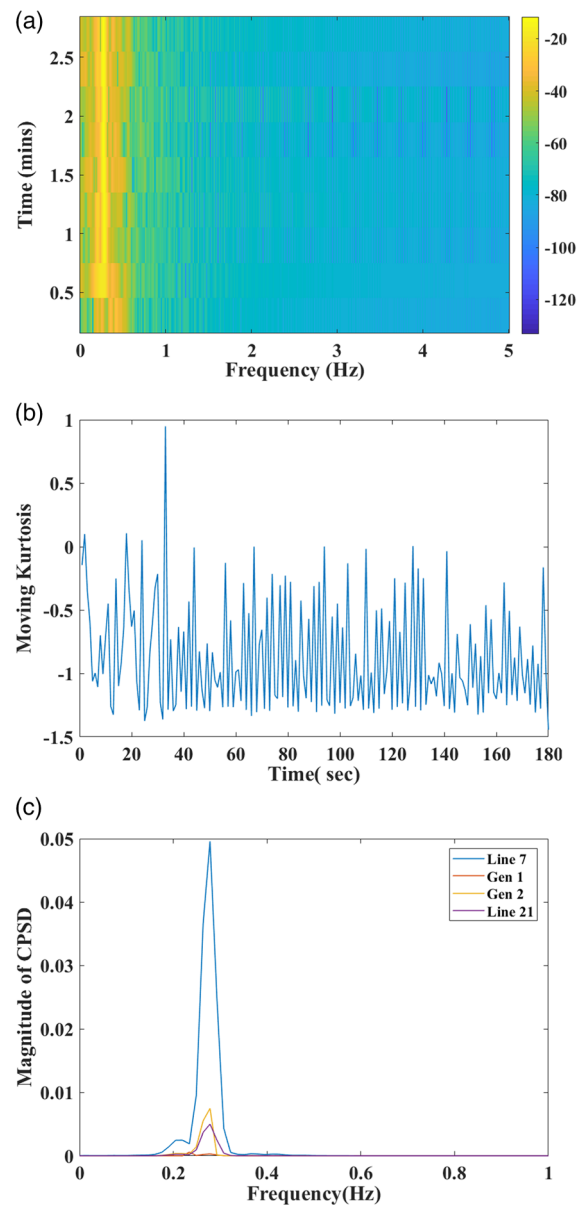 (a)
2.5
2
1.5
1
0.5
Time (mins)
0 1 2 3 4 5
Frequency (Hz)
-20
-40
-60
-80
-100
-120
(b)
1
0.5
0
-0.5
-1
-1.5
Moving Kurtosis
0 20 40 60 80 100 120 140 160 180
Time( sec)
(c)
0.05
0.04
0.03
0.02
0.01
0
Magnitude of CPSD
Line 7
Gen 1
Gen 2
Line 21
0 0.2 0.4 0.6 0.8 1
Frequency(Hz)